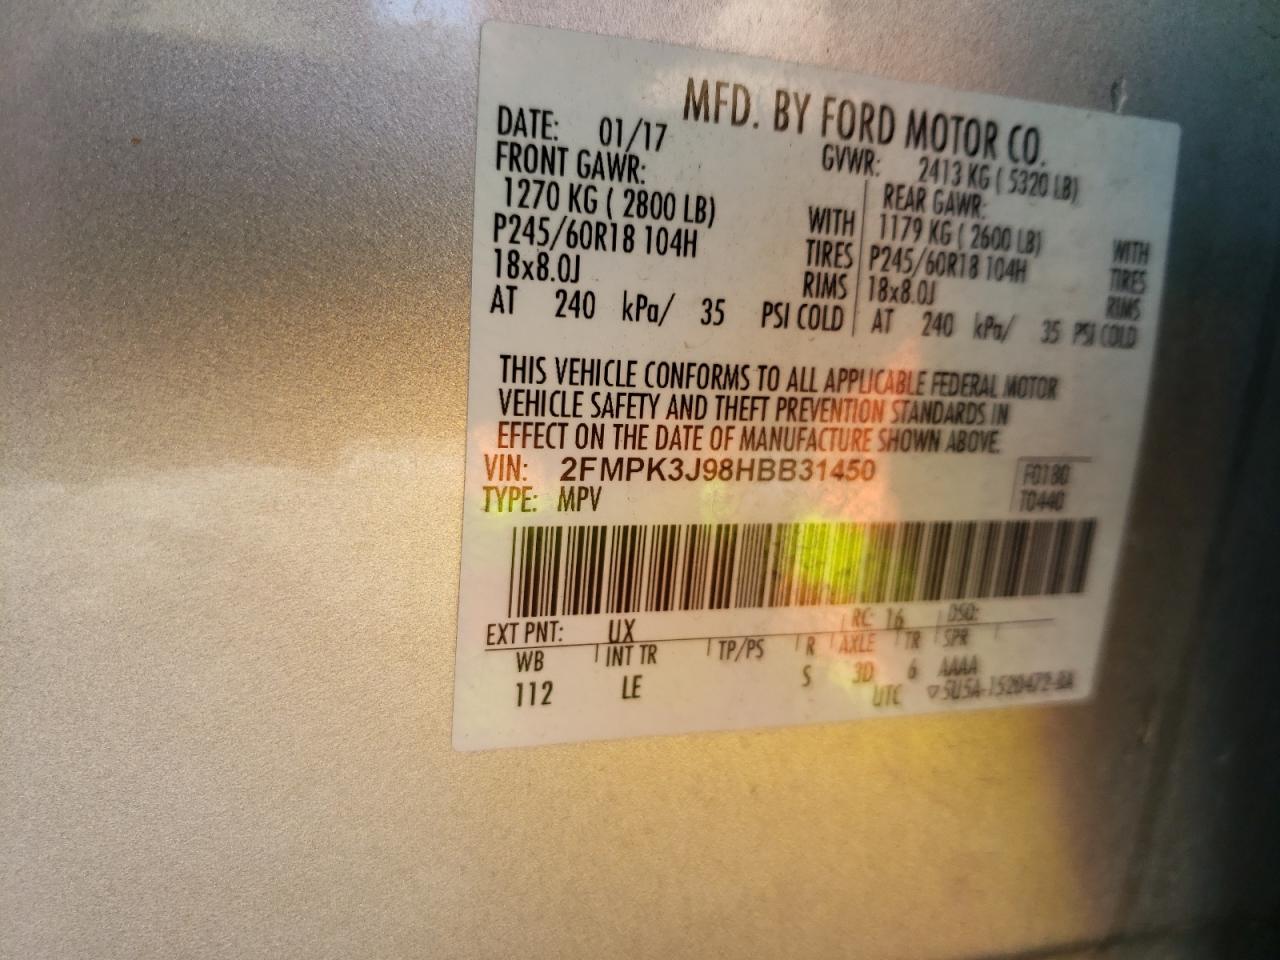 MFD. BY FORD MOTOR CO.
DATE: 01/17 GVWR: 2413 KG ( 5320 LB)
FRONT GAWR: REAR GAWR:
1270 KG ( 2800 LB) WITH 1179 KG ( 2600 LB) WITH
P245/60R18 104H TIRES P245/60R18 104H TIRES
18x8.0J RIMS 18x8.0J RIMS
AT 240 kPa/ 35 PSI COLD AT 240 kPa/ 35 PSI COLD
THIS VEHICLE CONFORMS TO ALL APPLICABLE FEDERAL MOTOR
VEHICLE SAFETY AND THEFT PREVENTION STANDARDS IN
EFFECT ON THE DATE OF MANUFACTURE SHOWN ABOVE.
VIN: 2FMPK3J98HBB31450 F0180
TYPE: MPV T0440
EXT PNT: UX RC: 16 DSO:
WB INT TR TP/PS R AXLE TR SPR
112 LE S 3D 6 AAAA
UTC ▽5U5A-1520472-BA